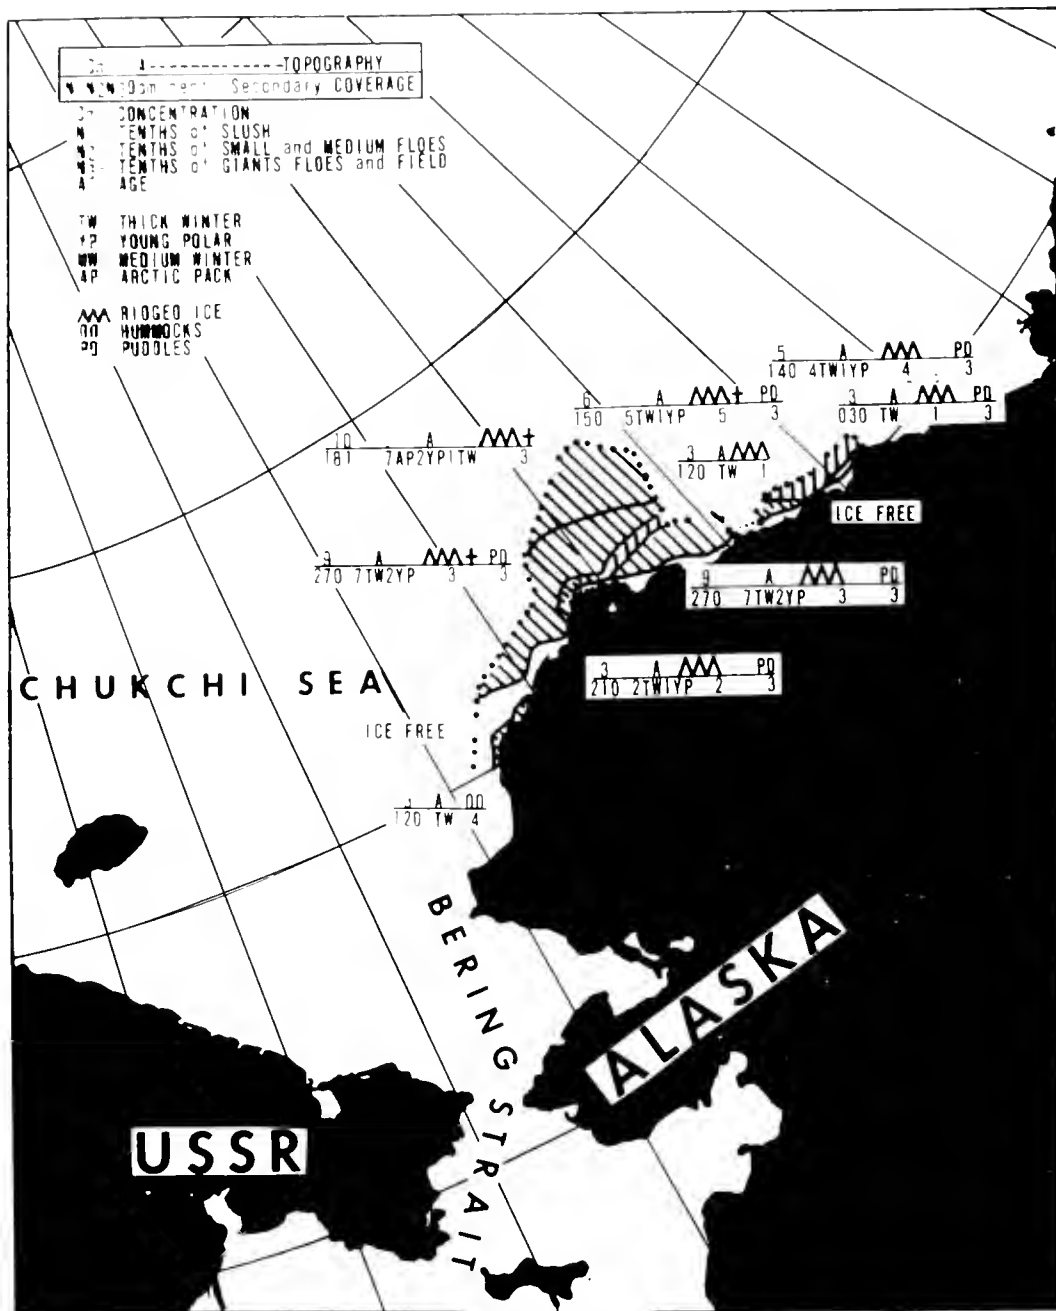 A-------------TOPOGRAPHY
Secondary COVERAGE
CONCENTRATION
TENTHS of SLUSH
TENTHS of SMALL and MEDIUM FLOES
TENTHS of GIANTS FLOES and FIELD
AGE
TW THICK WINTER
YP YOUNG POLAR
MW MEDIUM WINTER
AP ARCTIC PACK
RIDGED ICE
HUMMOCKS
PD PUDDLES
5 A PD
140 4TW1YP 4 3
6 A + PD
150 5TW1YP 5 3
3 A PD
030 TW 1 3
10 A +
181 7AP2YP1TW 3
3 A
120 TW 1
ICE FREE
9 A + PD
270 7TW2YP 3 3
9 A PD
270 7TW2YP 3 3
3 A PD
210 2TW1YP 2 3
CHUKCHI SEA
ICE FREE
A
120 TW 4
BERING STRAIT
ALASKA
USSR